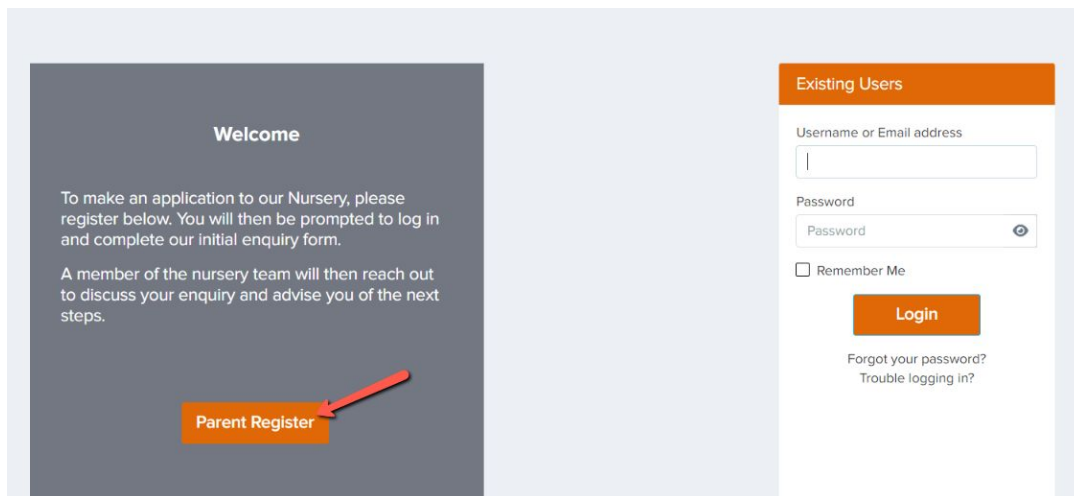 Welcome
To make an application to our Nursery, please
register below. You will then be prompted to log in
and complete our initial enquiry form.
A member of the nursery team will then reach out
to discuss your enquiry and advise you of the next
steps.
Parent Register
Existing Users
Username or Email address
Password
Password
Remember Me
Login
Forgot your password?
Trouble logging in?